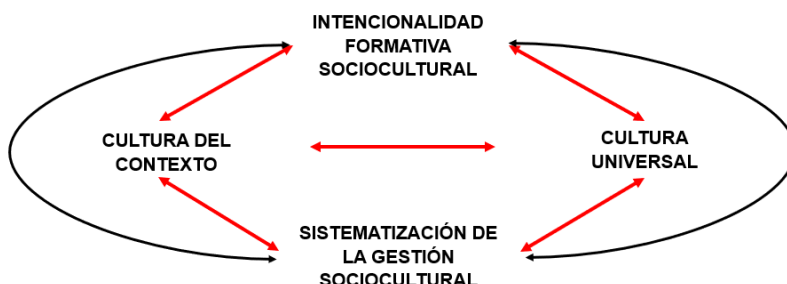 INTENCIONALIDAD
FORMATIVA
SOCIOCULTURAL
CULTURA DEL
CONTEXTO
CULTURA
UNIVERSAL
SISTEMATIZACIÓN DE
LA GESTIÓN
SOCIOCULTURAL